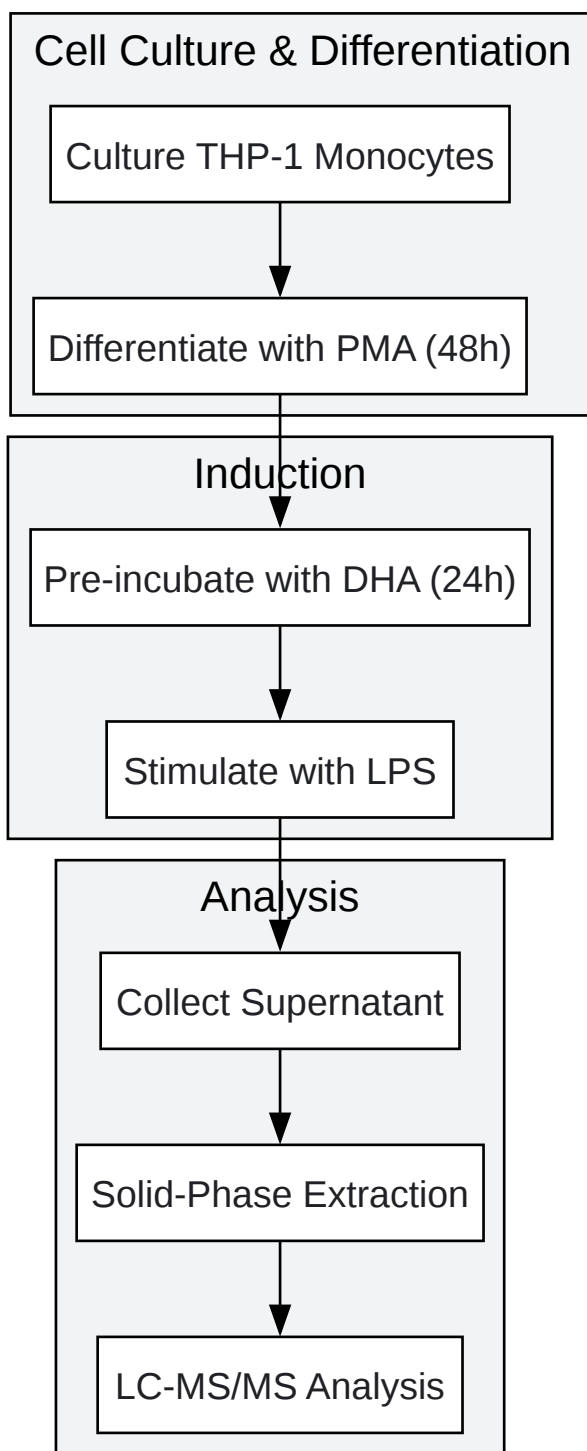 Cell Culture & Differentiation
Culture THP-1 Monocytes
Differentiate with PMA (48h)
Induction
Pre-incubate with DHA (24h)
Stimulate with LPS
Analysis
Collect Supernatant
Solid-Phase Extraction
LC-MS/MS Analysis